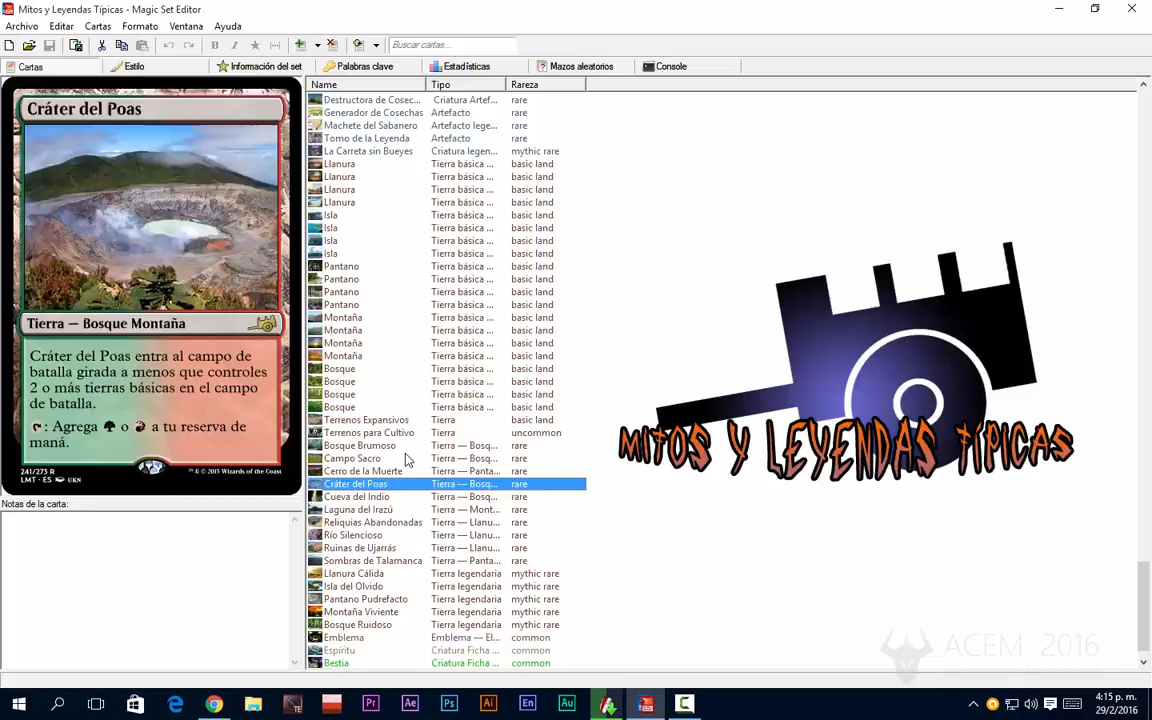 Mitos y Leyendas Típicas - Magic Set Editor
Archivo Editar Cartas Formato Ventana Ayuda
B I Buscar cartas...
Cartas Estilo Información del set Palabras clave Estadísticas Mazos aleatorios Console
Name Tipo Rareza
Destructora de Cosec... Criatura Artef... rare
Generador de Cosechas Artefacto rare
Machete del Sabanero Artefacto lege... rare
Torno de la Leyenda Artefacto rare
La Carreta sin Bueyes Criatura legen... mythic rare
Llanura Tierra básica ... basic land
Llanura Tierra básica ... basic land
Llanura Tierra básica ... basic land
Llanura Tierra básica ... basic land
Isla Tierra básica ... basic land
Isla Tierra básica ... basic land
Isla Tierra básica ... basic land
Isla Tierra básica ... basic land
Pantano Tierra básica ... basic land
Pantano Tierra básica ... basic land
Pantano Tierra básica ... basic land
Pantano Tierra básica ... basic land
Montaña Tierra básica ... basic land
Montaña Tierra básica ... basic land
Montaña Tierra básica ... basic land
Montaña Tierra básica ... basic land
Bosque Tierra básica ... basic land
Bosque Tierra básica ... basic land
Bosque Tierra básica ... basic land
Bosque Tierra básica ... basic land
Terrenos Expansivos Tierra common
Terrenos para Cultivo Tierra uncommon
Bosque Brumoso Tierra — Bosq... rare
Campo Sacro Tierra — Bosq... rare
Cerro de la Muerte Tierra — Panta... rare
Cráter del Poas Tierra — Bosq... rare
Cueva del Indio Tierra — Bosq... rare
Laguna del Irazú Tierra — Mont... rare
Reliquias Abandonadas Tierra — Llanu... rare
Río Silencioso Tierra — Llanu... rare
Ruinas de Ujarrás Tierra — Llanu... rare
Sombras de Talamanca Tierra — Panta... rare
Llanura Cálida Tierra legendaria mythic rare
Isla del Olvido Tierra legendaria mythic rare
Pantano Pudrefacto Tierra legendaria mythic rare
Montaña Viviente Tierra legendaria mythic rare
Bosque Ruidoso Tierra legendaria mythic rare
Emblema Emblema — El... common
Espíritu Criatura Ficha ... common
Bestia Criatura Ficha ... common
Cráter del Poas
Tierra — Bosque Montaña
Cráter del Poas entra al campo de
batalla girada a menos que controles
2 o más tierras básicas en el campo
de batalla.
: Agrega o a tu reserva de
maná.
241/273 R
LMT · ES UKN
™ & © 2015 Wizards of the Coast
Notas de la carta:
MITOS Y LEYENDAS TÍPICAS
ACEM 2016
TE Pr Ae Ps Ai En Au
4:15 p. m.
29/2/2016